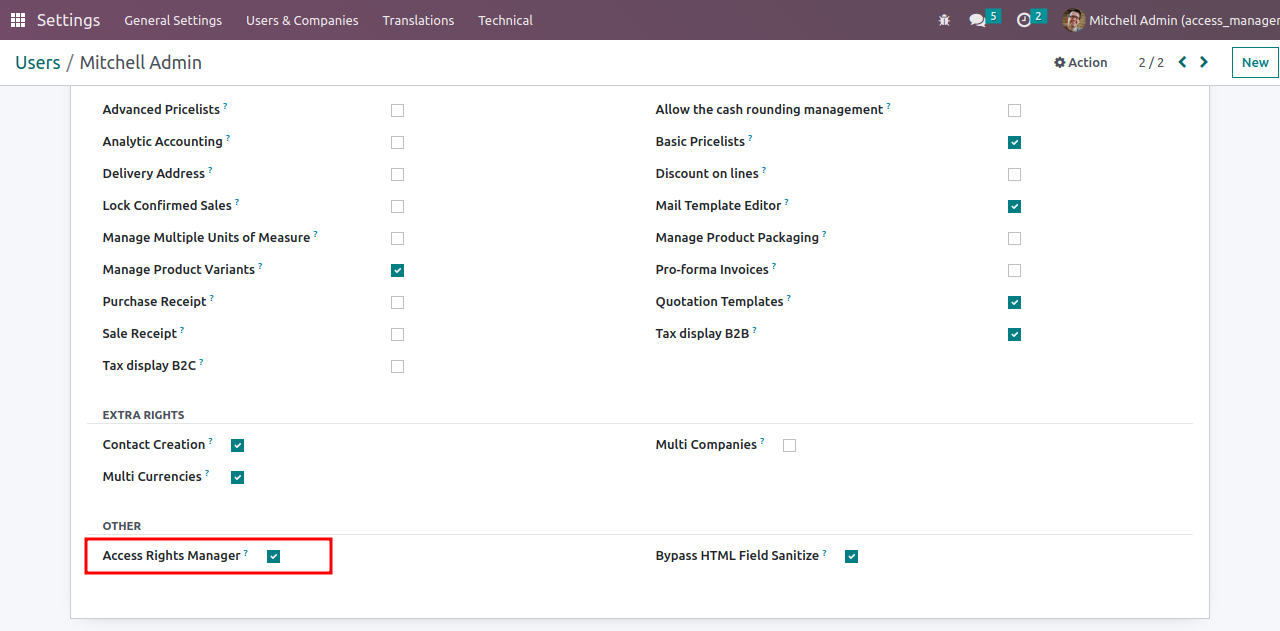 Settings General Settings Users & Companies Translations Technical 5 2 Mitchell Admin (access_manager
Users / Mitchell Admin Action 2 / 2 New
Advanced Pricelists ? Allow the cash rounding management ?
Analytic Accounting ? Basic Pricelists ?
Delivery Address ? Discount on lines ?
Lock Confirmed Sales ? Mail Template Editor ?
Manage Multiple Units of Measure ? Manage Product Packaging ?
Manage Product Variants ? Pro-forma Invoices ?
Purchase Receipt ? Quotation Templates ?
Sale Receipt ? Tax display B2B ?
Tax display B2C ?
EXTRA RIGHTS
Contact Creation ? Multi Companies ?
Multi Currencies ?
OTHER
Access Rights Manager ? Bypass HTML Field Sanitize ?